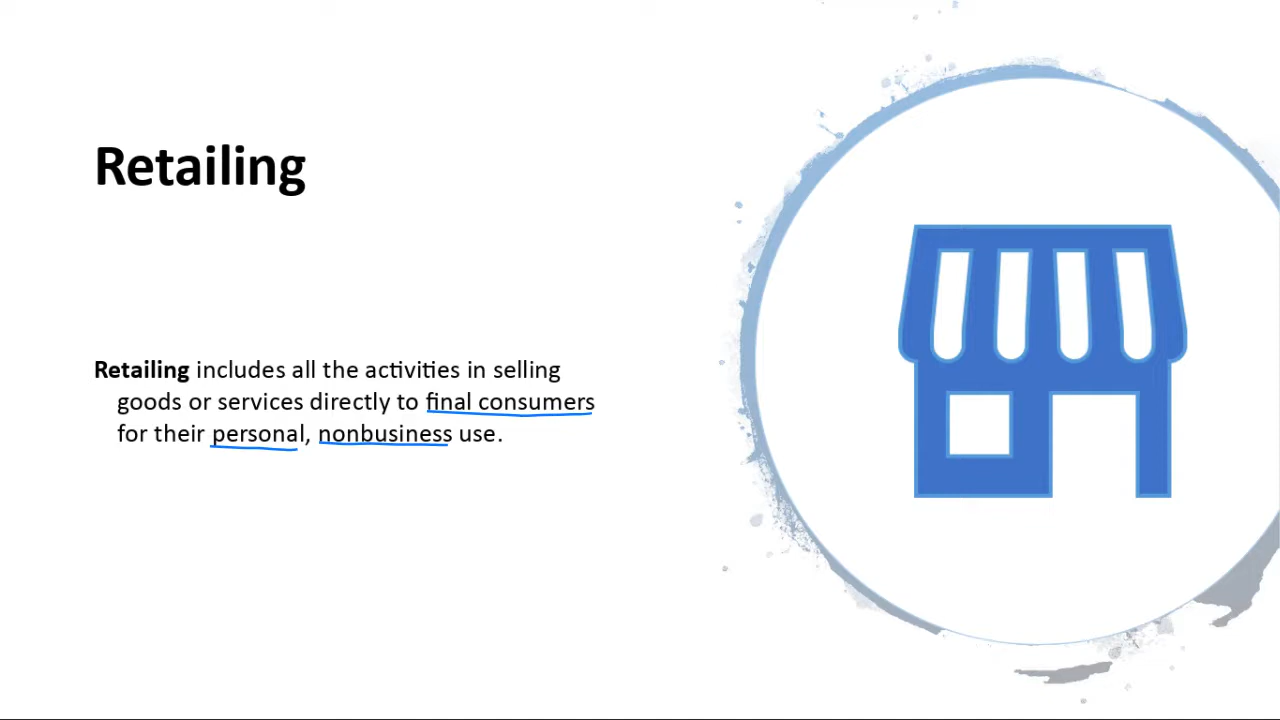 Retailing
Retailing includes all the activities in selling
goods or services directly to final consumers
for their personal, nonbusiness use.